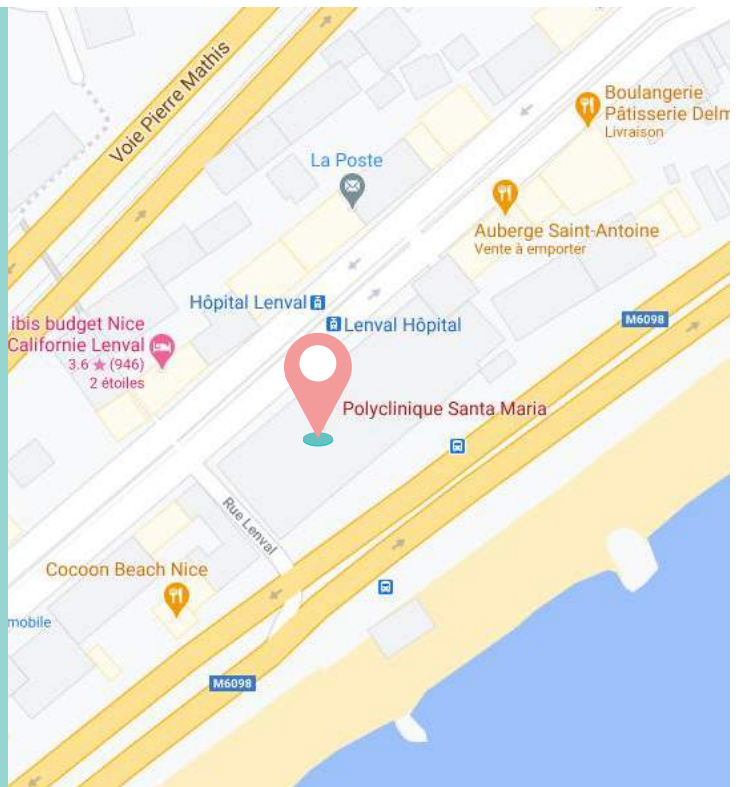 Voie Pierre Mathis
Boulangerie
Pâtisserie Delm
Livraison
La Poste
Auberge Saint-Antoine
Vente à emporter
Hôpital Lenval
Lenval Hôpital
M6098
ibis budget Nice
Californie Lenval
3.6 ★ (946)
2 étoiles
Polyclinique Santa Maria
Rue Lenval
Cocoon Beach Nice
mobile
M6098